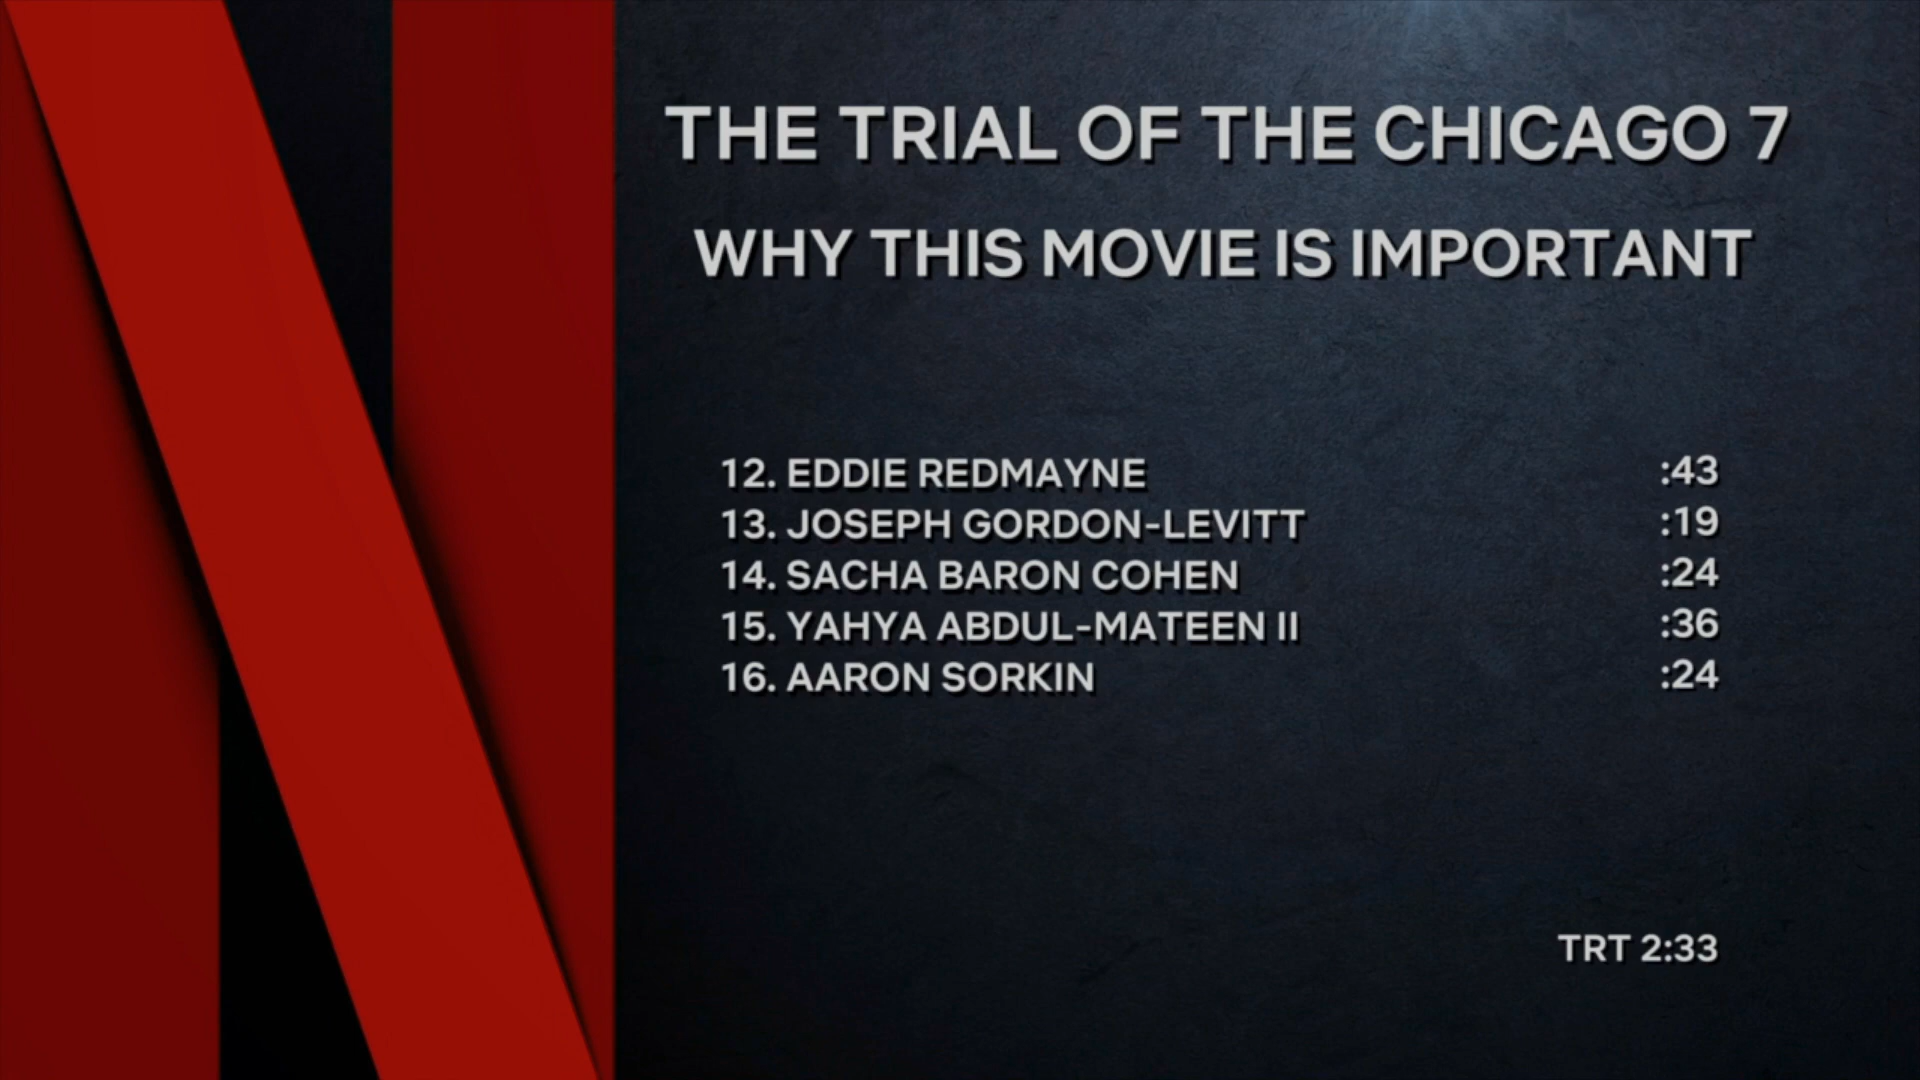 THE TRIAL OF THE CHICAGO 7
WHY THIS MOVIE IS IMPORTANT
12. EDDIE REDMAYNE :43
13. JOSEPH GORDON-LEVITT :19
14. SACHA BARON COHEN :24
15. YAHYA ABDUL-MATEEN II :36
16. AARON SORKIN :24
TRT 2:33